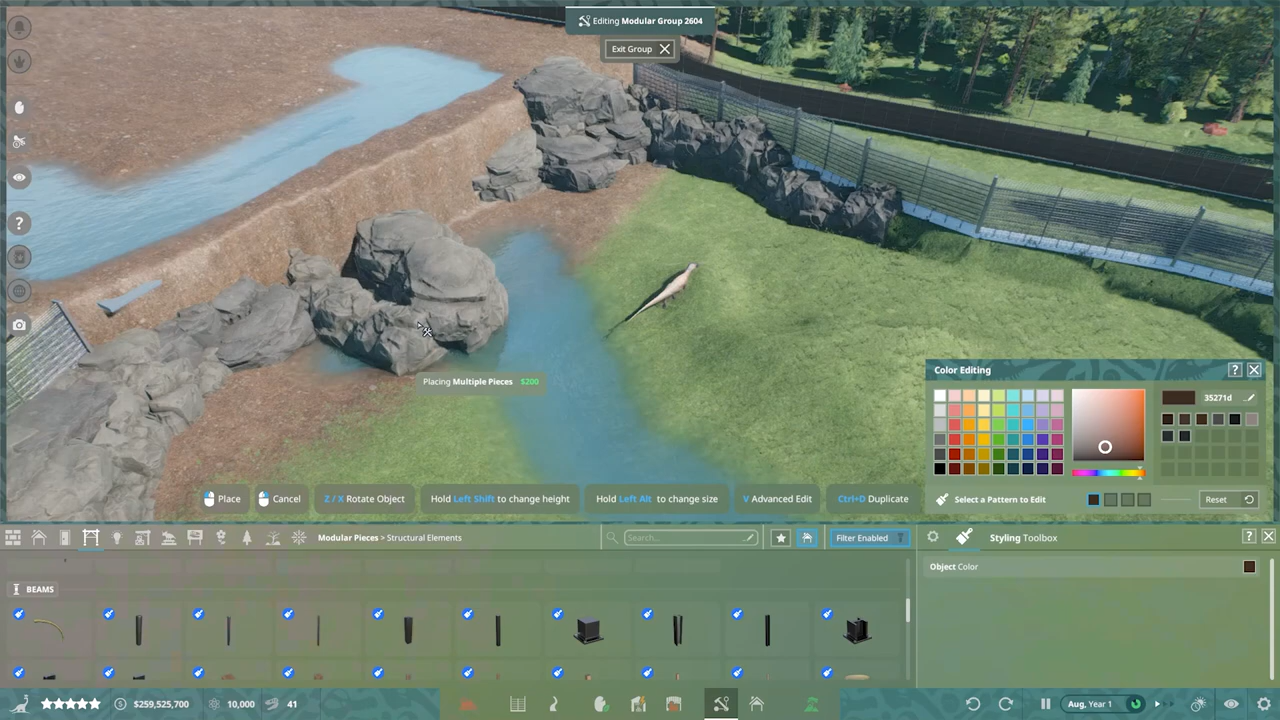 Editing Modular Group 2604
Exit Group
Placing Multiple Pieces $200
Color Editing
?
35271d
Select a Pattern to Edit
Reset
Place
Cancel
Z / X Rotate Object
Hold Left Shift to change height
Hold Left Alt to change size
V Advanced Edit
Ctrl+D Duplicate
Modular Pieces > Structural Elements
Search...
Filter Enabled
Styling Toolbox
?
BEAMS
Object Color
$259,525,700
10,000
41
Aug, Year 1